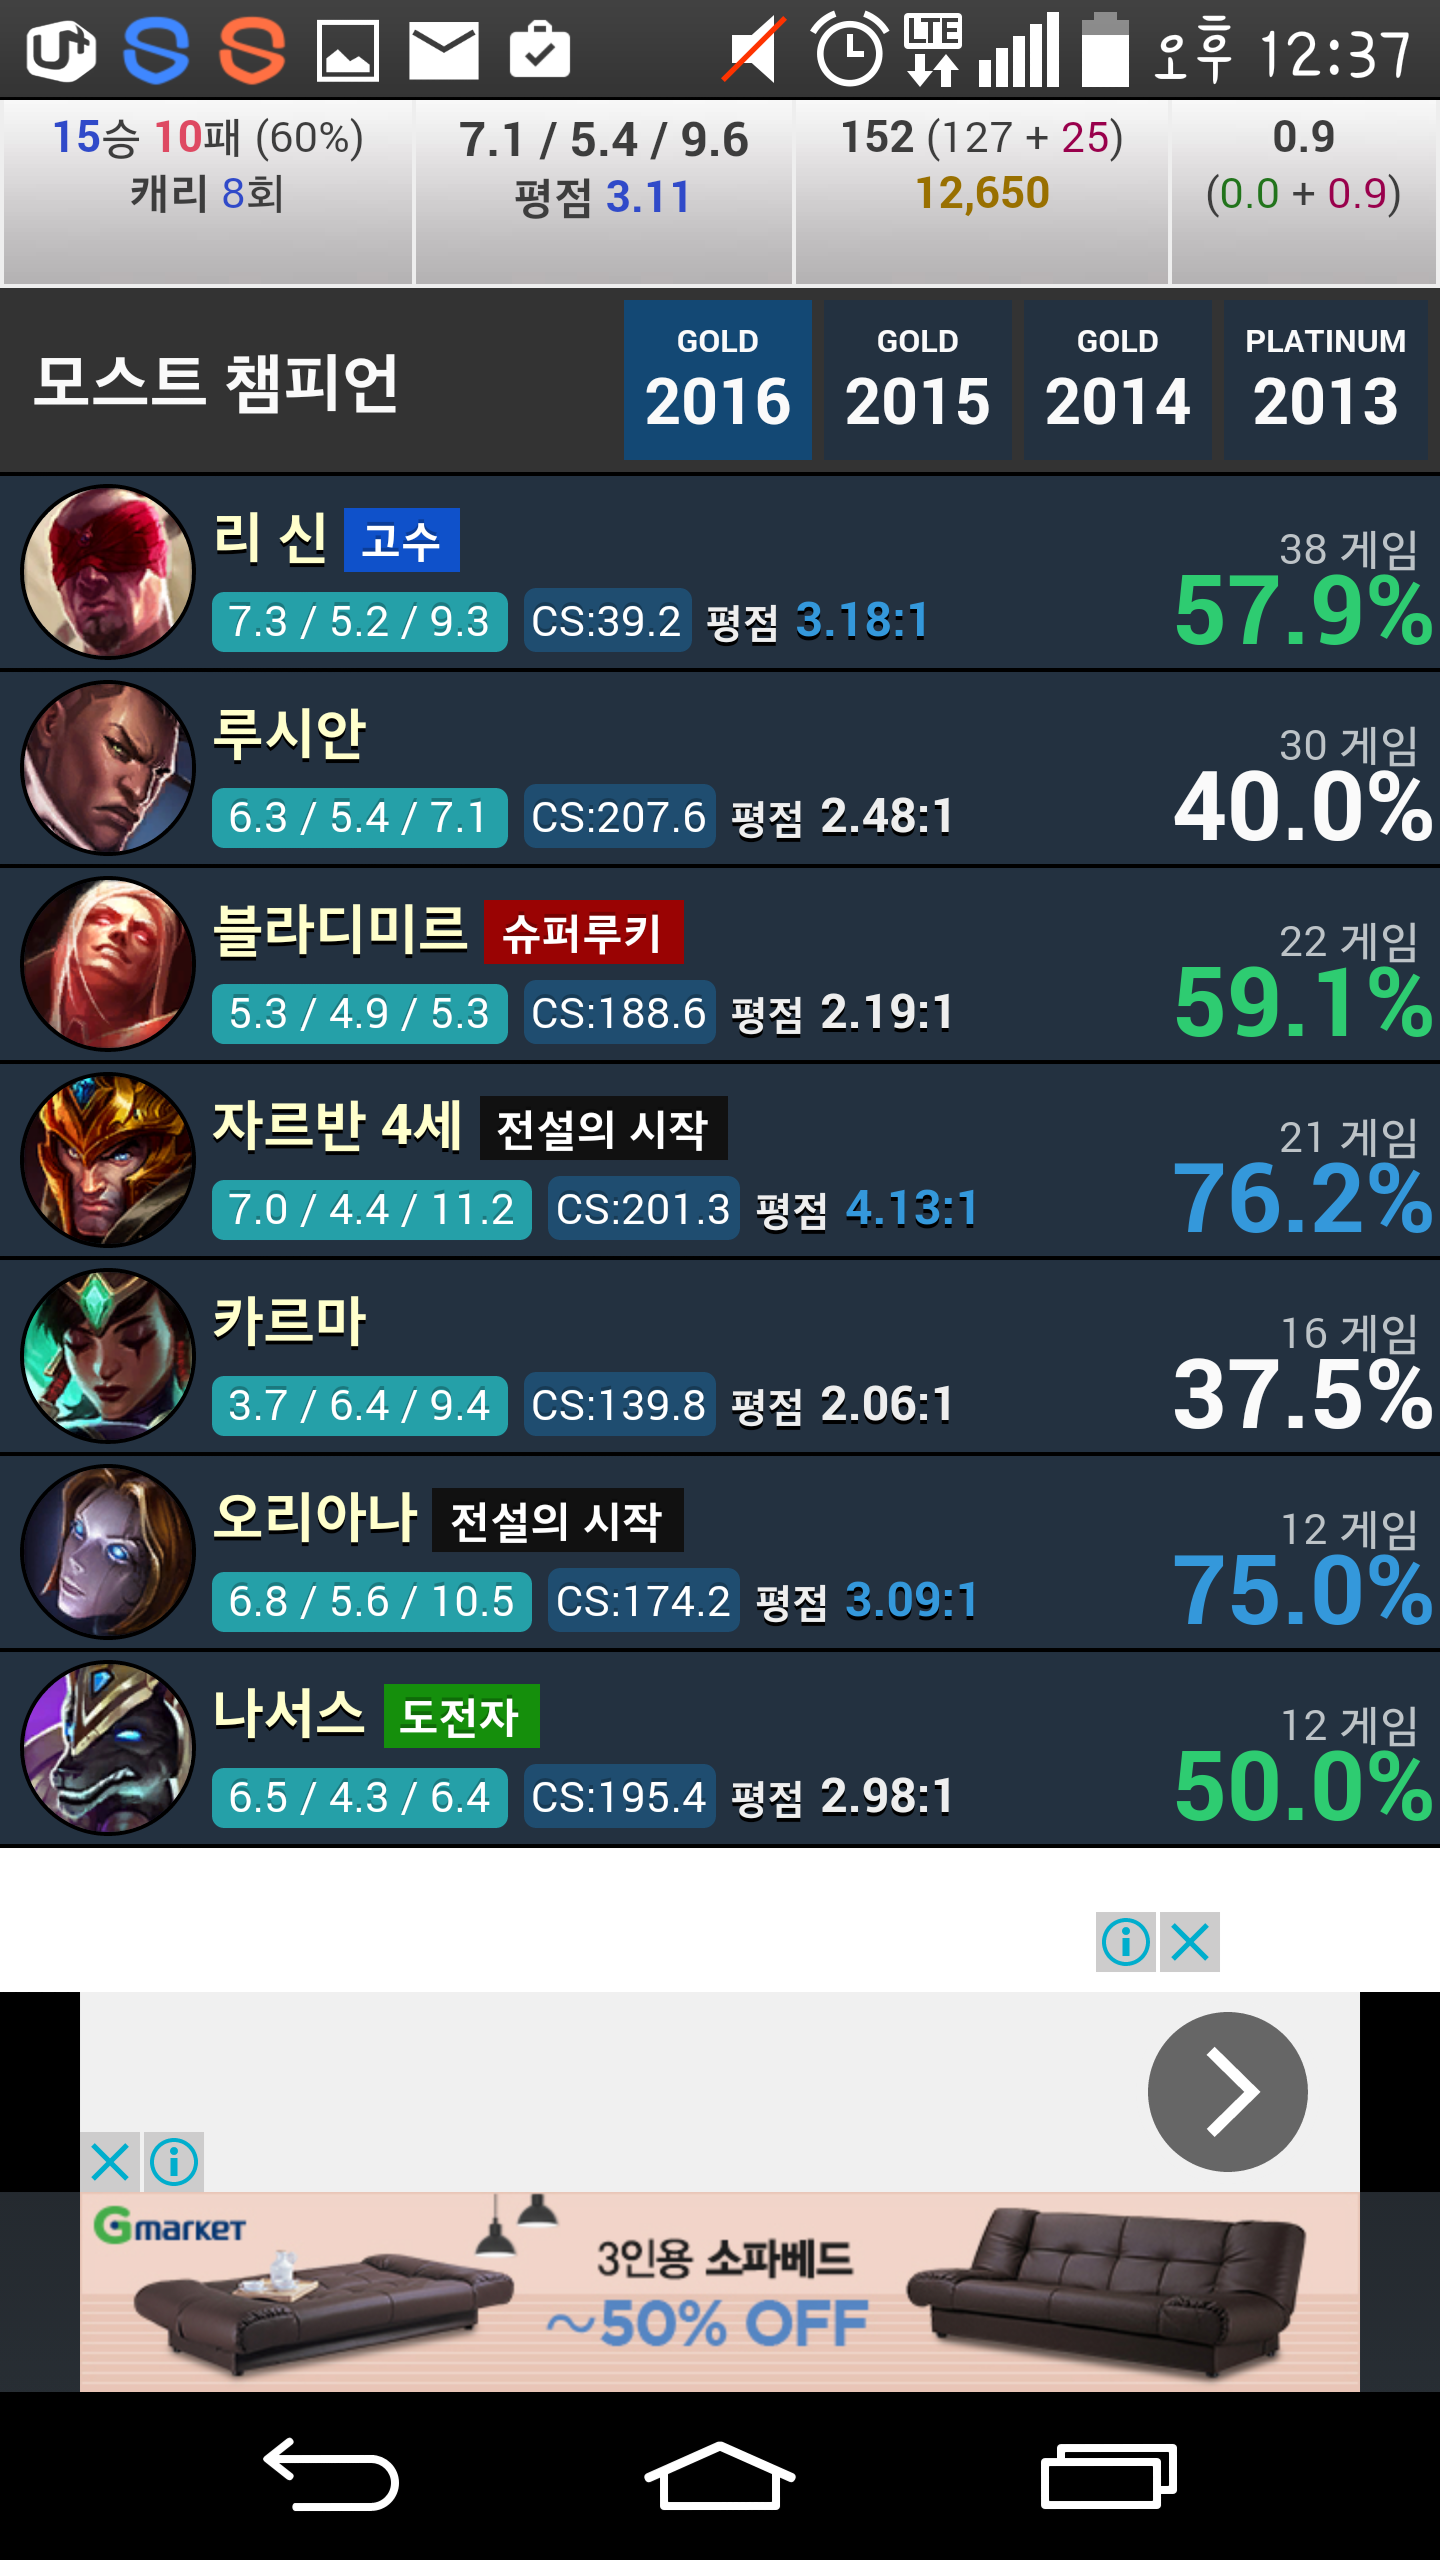 U+ LTE 오후 12:37
15승 10패 (60%)
캐리 8회
7.1 / 5.4 / 9.6
평점 3.11
152 (127 + 25)
12,650
0.9
(0.0 + 0.9)
모스트 챔피언
GOLD
2016
GOLD
2015
GOLD
2014
PLATINUM
2013
리 신 고수
38 게임
7.3 / 5.2 / 9.3 CS:39.2 평점 3.18:1
57.9%
루시안
30 게임
6.3 / 5.4 / 7.1 CS:207.6 평점 2.48:1
40.0%
블라디미르 슈퍼루키
22 게임
5.3 / 4.9 / 5.3 CS:188.6 평점 2.19:1
59.1%
자르반 4세 전설의 시작
21 게임
7.0 / 4.4 / 11.2 CS:201.3 평점 4.13:1
76.2%
카르마
16 게임
3.7 / 6.4 / 9.4 CS:139.8 평점 2.06:1
37.5%
오리아나 전설의 시작
12 게임
6.8 / 5.6 / 10.5 CS:174.2 평점 3.09:1
75.0%
나서스 도전자
12 게임
6.5 / 4.3 / 6.4 CS:195.4 평점 2.98:1
50.0%
Gmarket
3인용 소파베드
~50% OFF